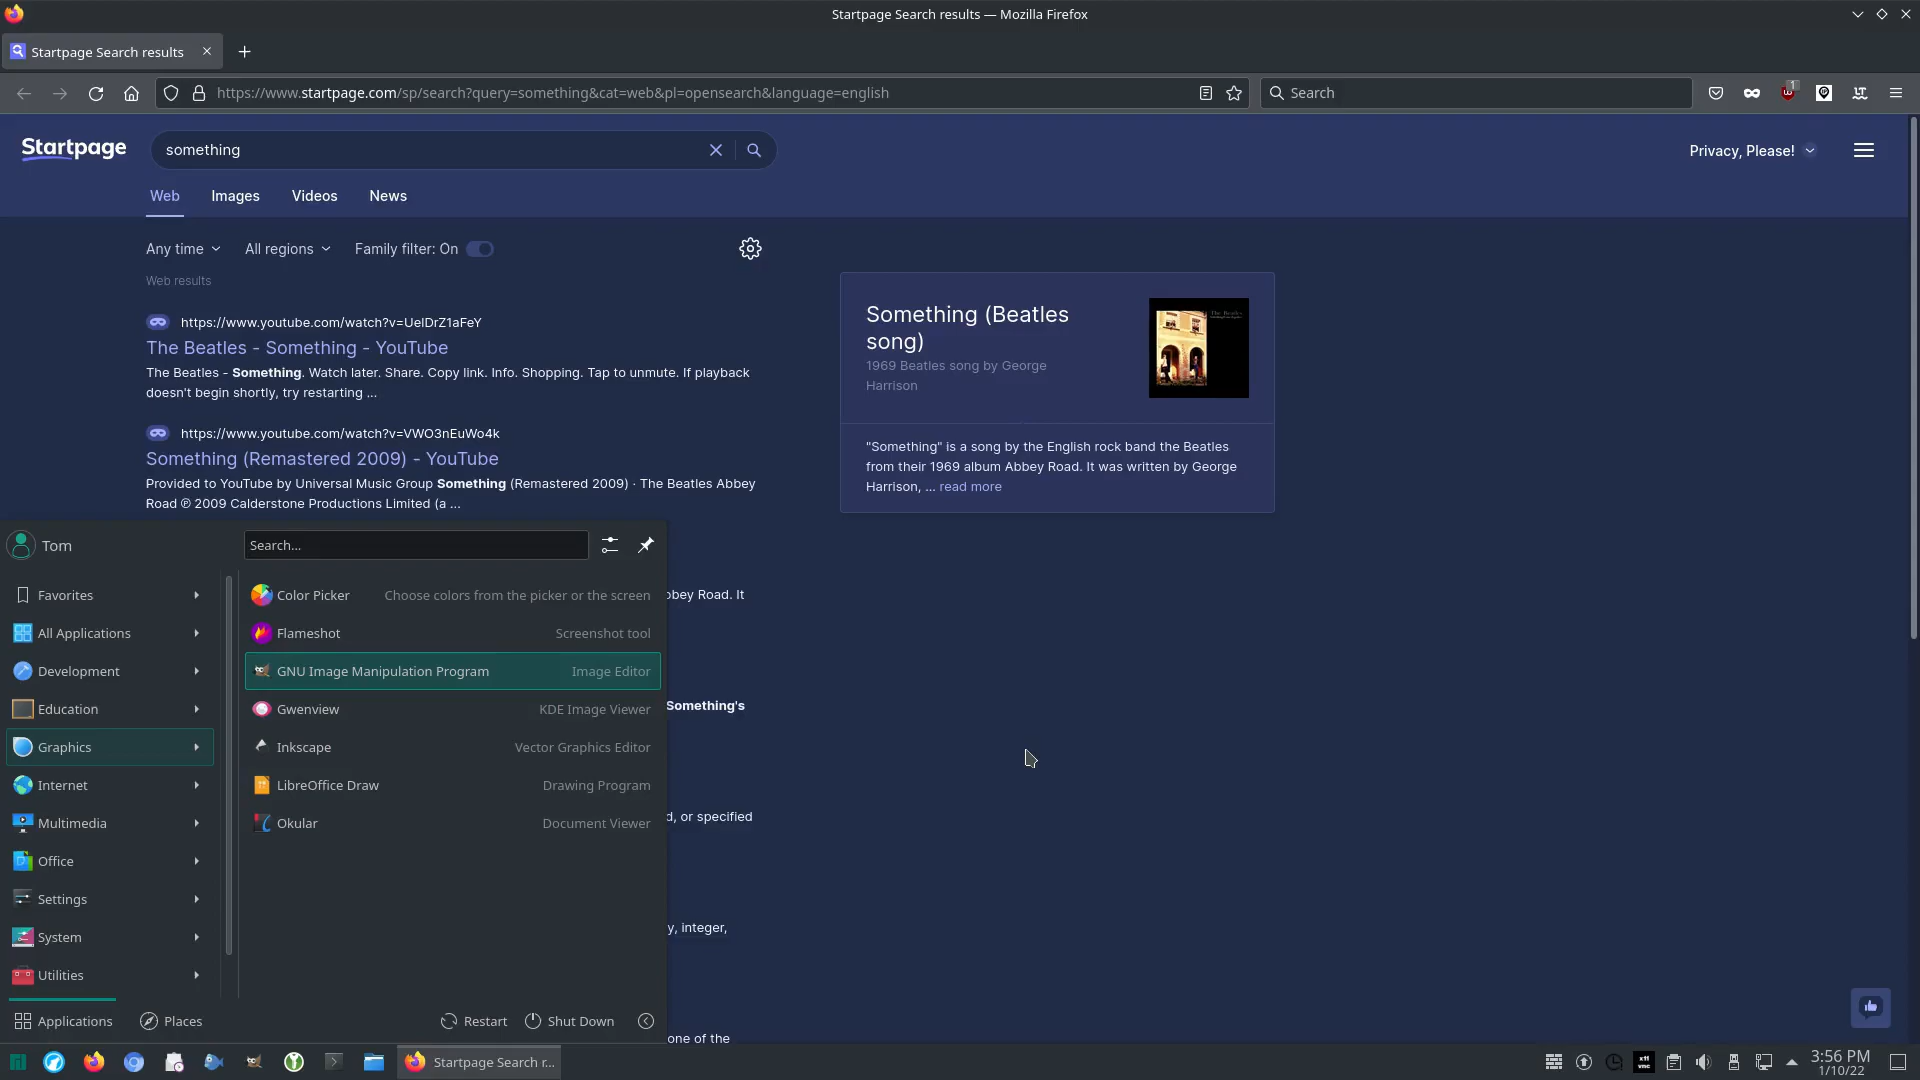 Startpage Search results — Mozilla Firefox
Startpage Search results
https://www.startpage.com/sp/search?query=something&cat=web&pl=opensearch&language=english
Search
1
Startpage
something
Privacy, Please!
Web
Images
Videos
News
Any time
All regions
Family filter: On
Web results
https://www.youtube.com/watch?v=UelDrZ1aFeY
The Beatles - Something - YouTube
The Beatles - Something. Watch later. Share. Copy link. Info. Shopping. Tap to unmute. If playback
doesn't begin shortly, try restarting ...
https://www.youtube.com/watch?v=VWO3nEuWo4k
Something (Remastered 2009) - YouTube
Provided to YouTube by Universal Music Group Something (Remastered 2009) · The Beatles Abbey
Road ℗ 2009 Calderstone Productions Limited (a ...
Something (Beatles
song)
1969 Beatles song by George
Harrison
The Beatles
"Something" is a song by the English rock band the Beatles
from their 1969 album Abbey Road. It was written by George
Harrison, ... read more
bbey Road. It
Something's
d, or specified
y, integer,
one of the
Tom
Search...
Favorites
All Applications
Development
Education
Graphics
Internet
Multimedia
Office
Settings
System
Utilities
Color Picker Choose colors from the picker or the screen
Flameshot Screenshot tool
GNU Image Manipulation Program Image Editor
Gwenview KDE Image Viewer
Inkscape Vector Graphics Editor
LibreOffice Draw Drawing Program
Okular Document Viewer
Applications
Places
Restart
Shut Down
Startpage Search r...
x11
vnc
3:56 PM
1/10/22